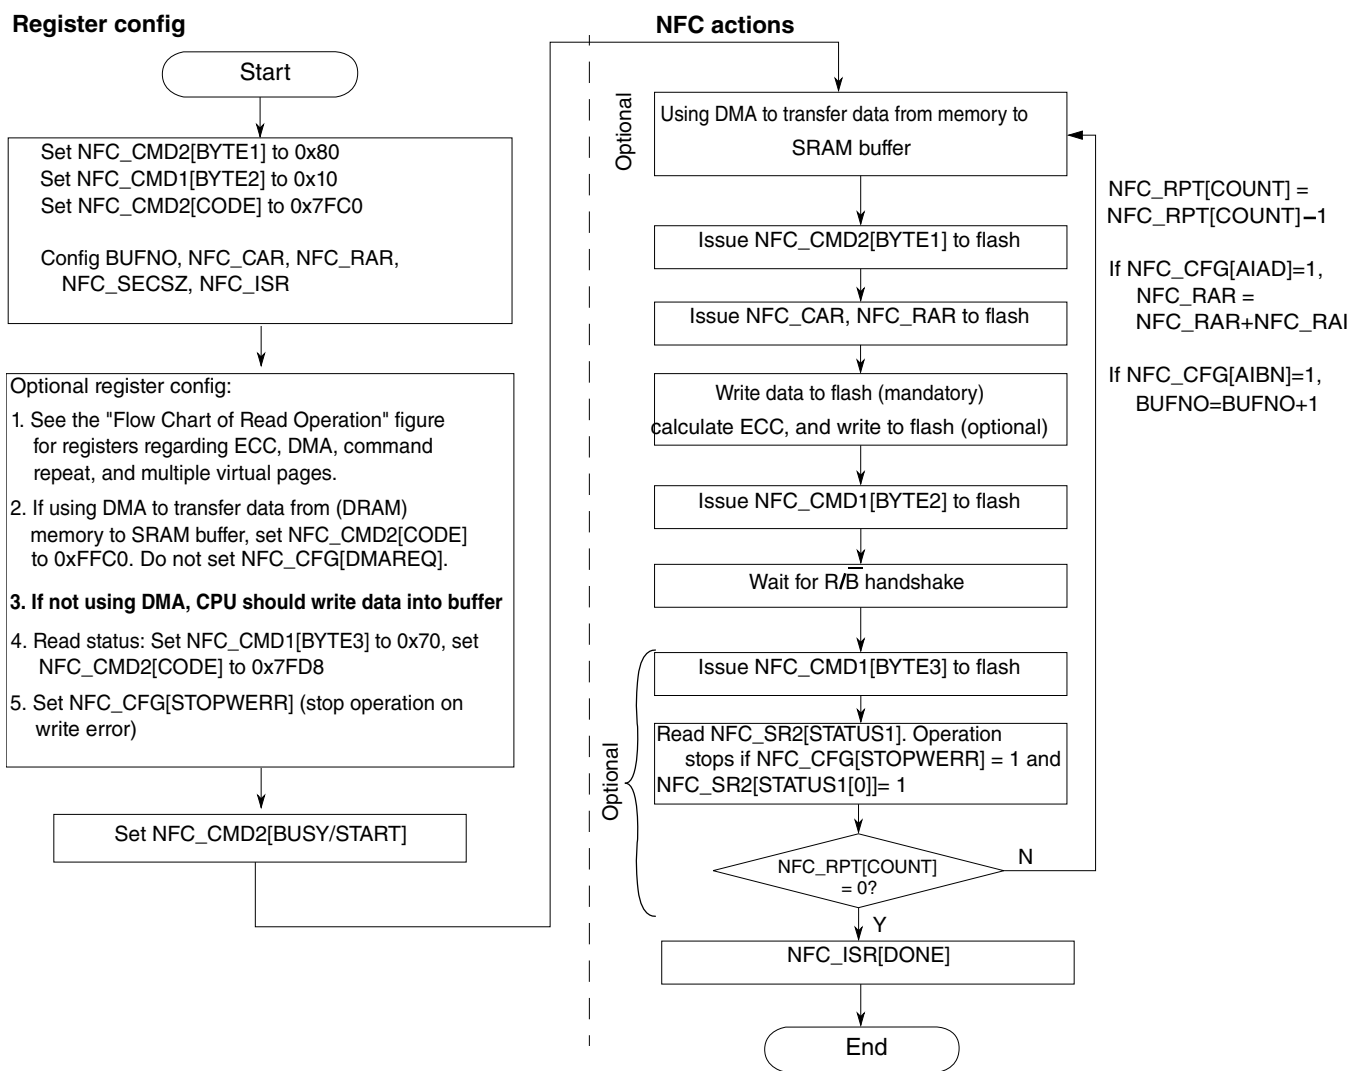 Register config
Start
Set NFC_CMD2[BYTE1] to 0x80
Set NFC_CMD1[BYTE2] to 0x10
Set NFC_CMD2[CODE] to 0x7FC0
Config BUFNO, NFC_CAR, NFC_RAR,
NFC_SECSZ, NFC_ISR
Optional register config:
1. See the "Flow Chart of Read Operation" figure
for registers regarding ECC, DMA, command
repeat, and multiple virtual pages.
2. If using DMA to transfer data from (DRAM)
memory to SRAM buffer, set NFC_CMD2[CODE]
to 0xFFC0. Do not set NFC_CFG[DMAREQ].
3. If not using DMA, CPU should write data into buffer
4. Read status: Set NFC_CMD1[BYTE3] to 0x70, set
NFC_CMD2[CODE] to 0x7FD8
5. Set NFC_CFG[STOPWERR] (stop operation on
write error)
Set NFC_CMD2[BUSY/START]
NFC actions
Optional
Using DMA to transfer data from memory to
SRAM buffer
Issue NFC_CMD2[BYTE1] to flash
Issue NFC_CAR, NFC_RAR to flash
Write data to flash (mandatory)
calculate ECC, and write to flash (optional)
Issue NFC_CMD1[BYTE2] to flash
Wait for R/B̅ handshake
Optional
Issue NFC_CMD1[BYTE3] to flash
Read NFC_SR2[STATUS1]. Operation
stops if NFC_CFG[STOPWERR] = 1 and
NFC_SR2[STATUS1[0]]= 1
NFC_RPT[COUNT]
= 0?
N
Y
NFC_ISR[DONE]
End
NFC_RPT[COUNT] =
NFC_RPT[COUNT]–1
If NFC_CFG[AIAD]=1,
NFC_RAR =
NFC_RAR+NFC_RAI
If NFC_CFG[AIBN]=1,
BUFNO=BUFNO+1